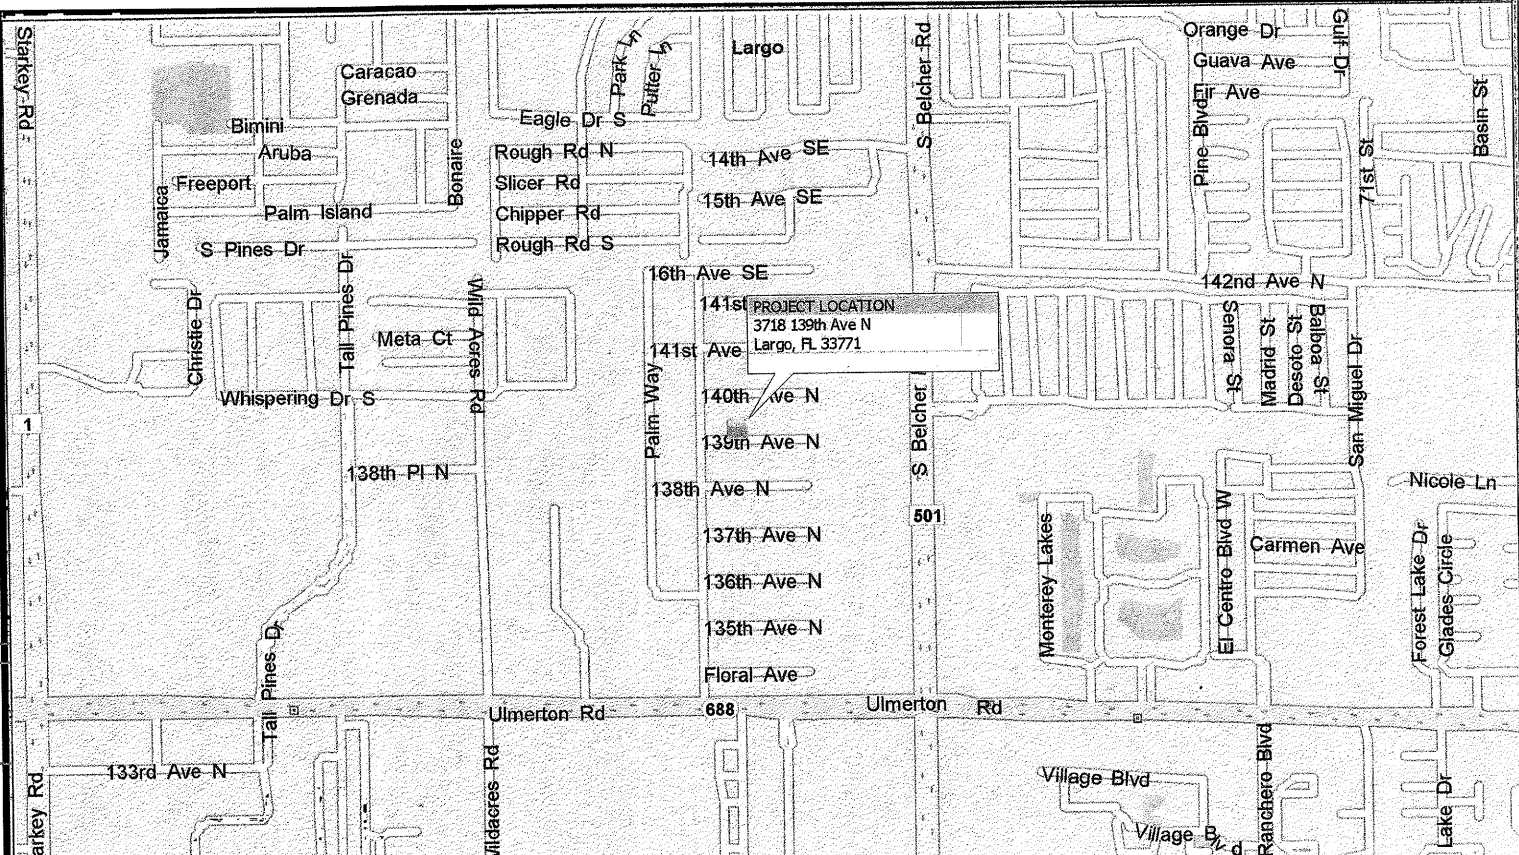 Starkey Rd
Caracao
Grenada
Bimini
Aruba
Freeport
Palm Island
Jamaica
Bonaire
S Pines Dr
Park Ln
Putter Ln
Largo
Eagle Dr S
Rough Rd N
Slicer Rd
Chipper Rd
Rough Rd S
14th Ave SE
15th Ave SE
16th Ave SE
S Belcher Rd
Orange Dr
Guava Ave
Fir Ave
Gulf Dr
Pine Blvd
71st St
Basin St
142nd Ave N
Christie Dr
Tall Pines Dr
Meta Ct
Wild Acres Rd
Whispering Dr S
141st
PROJECT LOCATION
3718 139th Ave N
Largo, FL 33771
141st Ave
140th Ave N
139th Ave N
Palm Way
S Belcher
Senora St
Madrid St
Desoto St
Balboa St
San Miguel Dr
1
138th Pl N
138th Ave N
137th Ave N
136th Ave N
135th Ave N
Floral Ave
501
Monterey Lakes
El Centro Blvd W
Carmen Ave
Nicole Ln
Forest Lake Dr
Glades Circle
Tall Pines Dr
Ulmerton Rd
688
Ulmerton Rd
133rd Ave N
arkey Rd
Wildacres Rd
Village Blvd
Village Blvd
Ranchero Blvd
Lake Dr